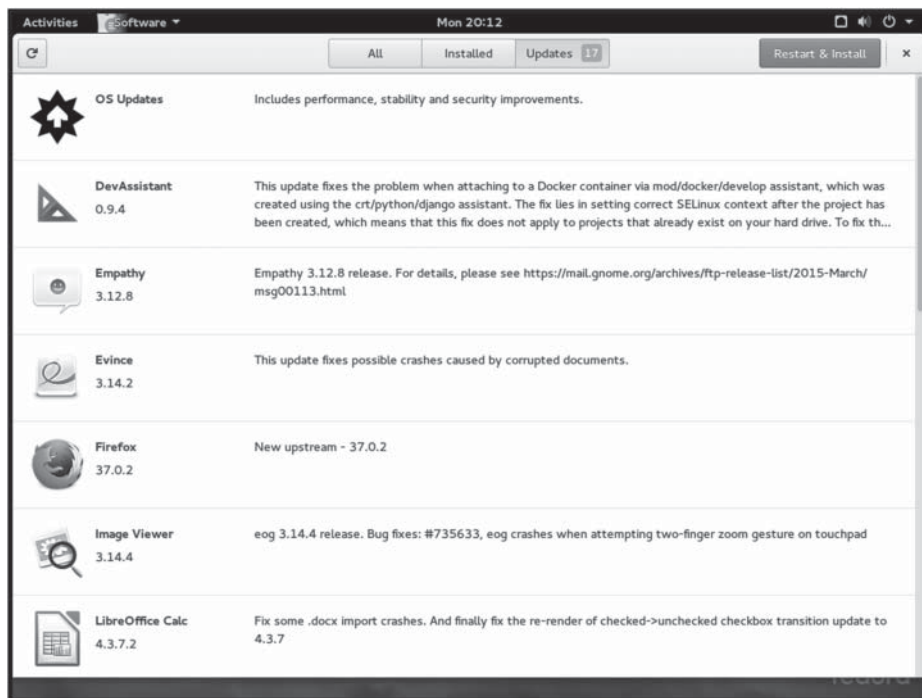 Activities Software Mon 20:12
All Installed Updates 17 Restart & Install
OS Updates Includes performance, stability and security improvements.
DevAssistant This update fixes the problem when attaching to a Docker container via mod/docker/develop assistant, which was
0.9.4 created using the crt/python/django assistant. The fix lies in setting correct SELinux context after the project has
been created, which means that this fix does not apply to projects that already exist on your hard drive. To fix th...
Empathy Empathy 3.12.8 release. For details, please see https://mail.gnome.org/archives/ftp-release-list/2015-March/
3.12.8 msg00113.html
Evince This update fixes possible crashes caused by corrupted documents.
3.14.2
Firefox New upstream - 37.0.2
37.0.2
Image Viewer eog 3.14.4 release. Bug fixes: #735633, eog crashes when attempting two-finger zoom gesture on touchpad
3.14.4
LibreOffice Calc Fix some .docx import crashes. And finally fix the re-render of checked->unchecked checkbox transition update to
4.3.7.2 4.3.7
fedora